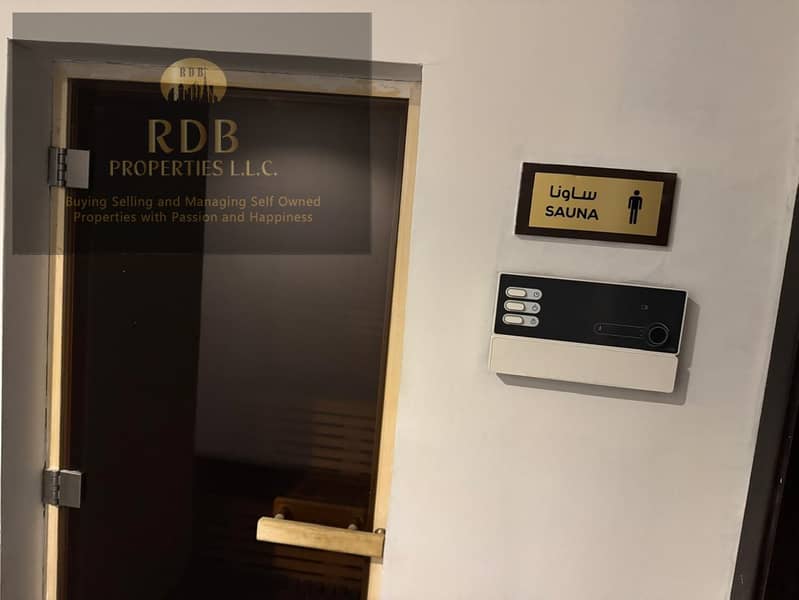 RDB
RDB
PROPERTIES L.L.C.
Buying Selling and Managing Self Owned
Properties with Passion and Happiness
ساونا
SAUNA